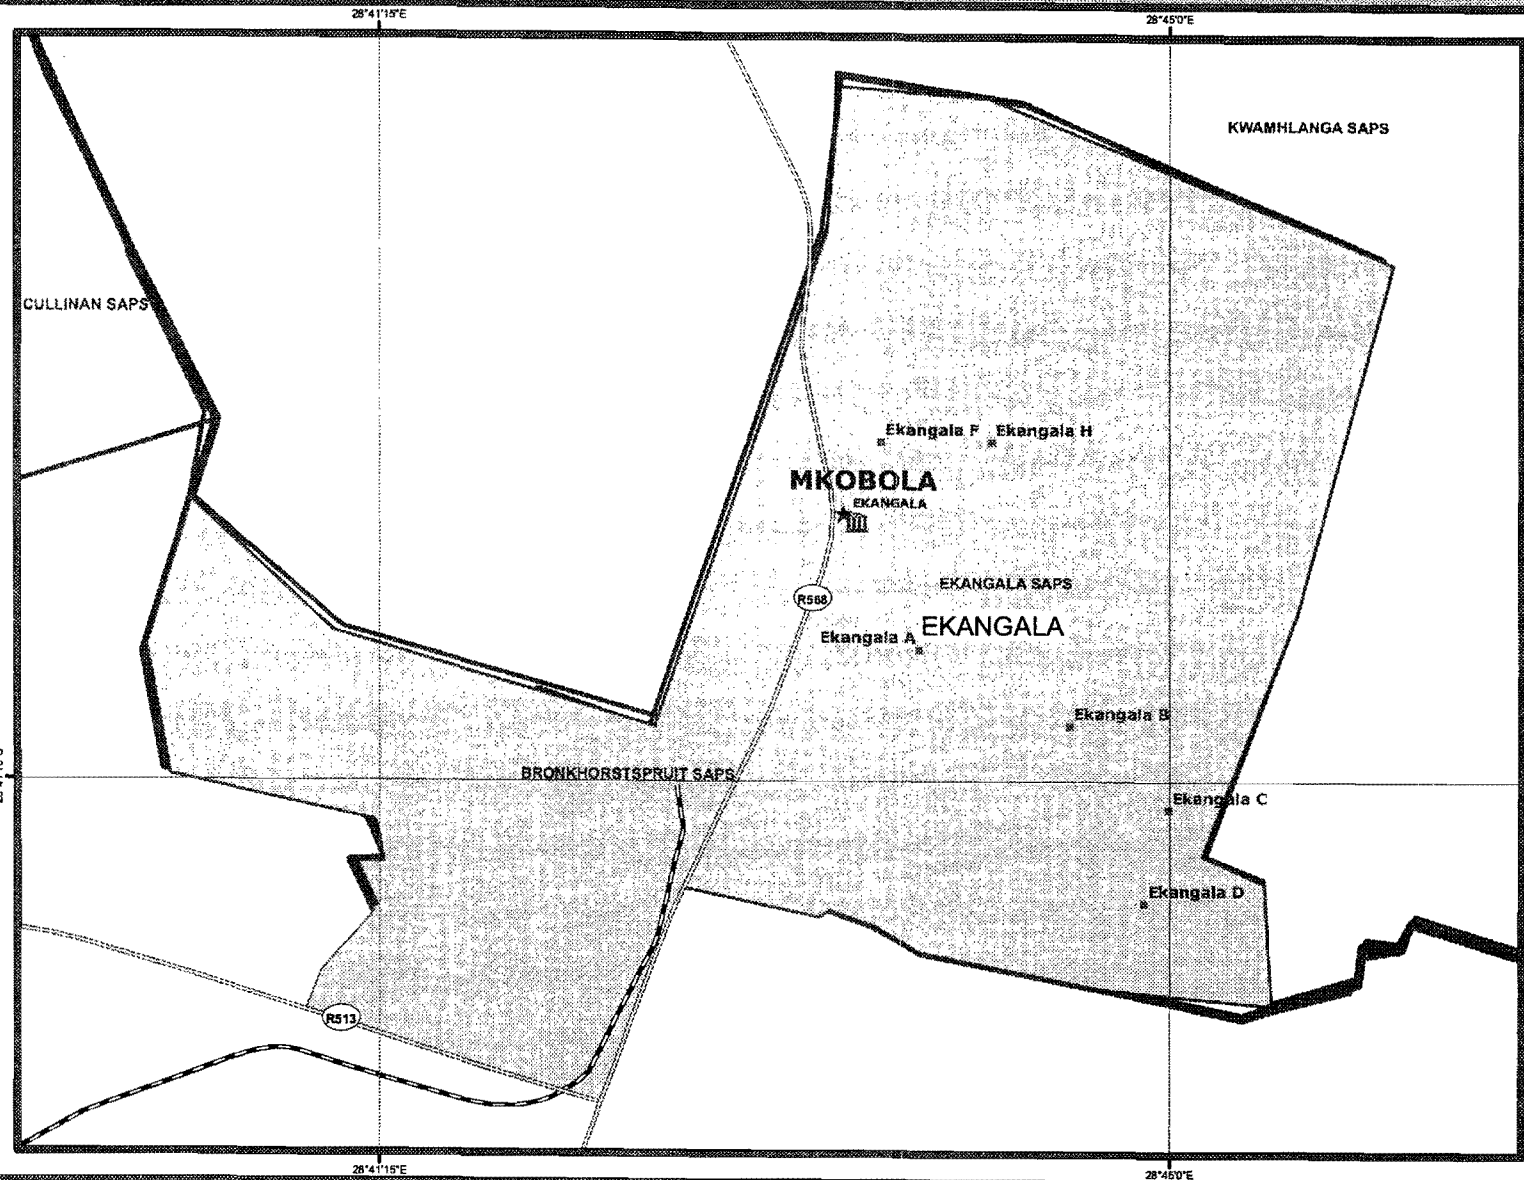 28°41'15"E
28°45'0"E
KWAMHLANGA SAPS
CULLINAN SAPS
Ekangala F
Ekangala H
MKOBOLA
EKANGALA
EKANGALA SAPS
R568
EKANGALA
Ekangala A
Ekangala B
BRONKHORSTSPRUIT SAPS
Ekangala C
Ekangala D
R513
28°41'15"E
28°45'0"E